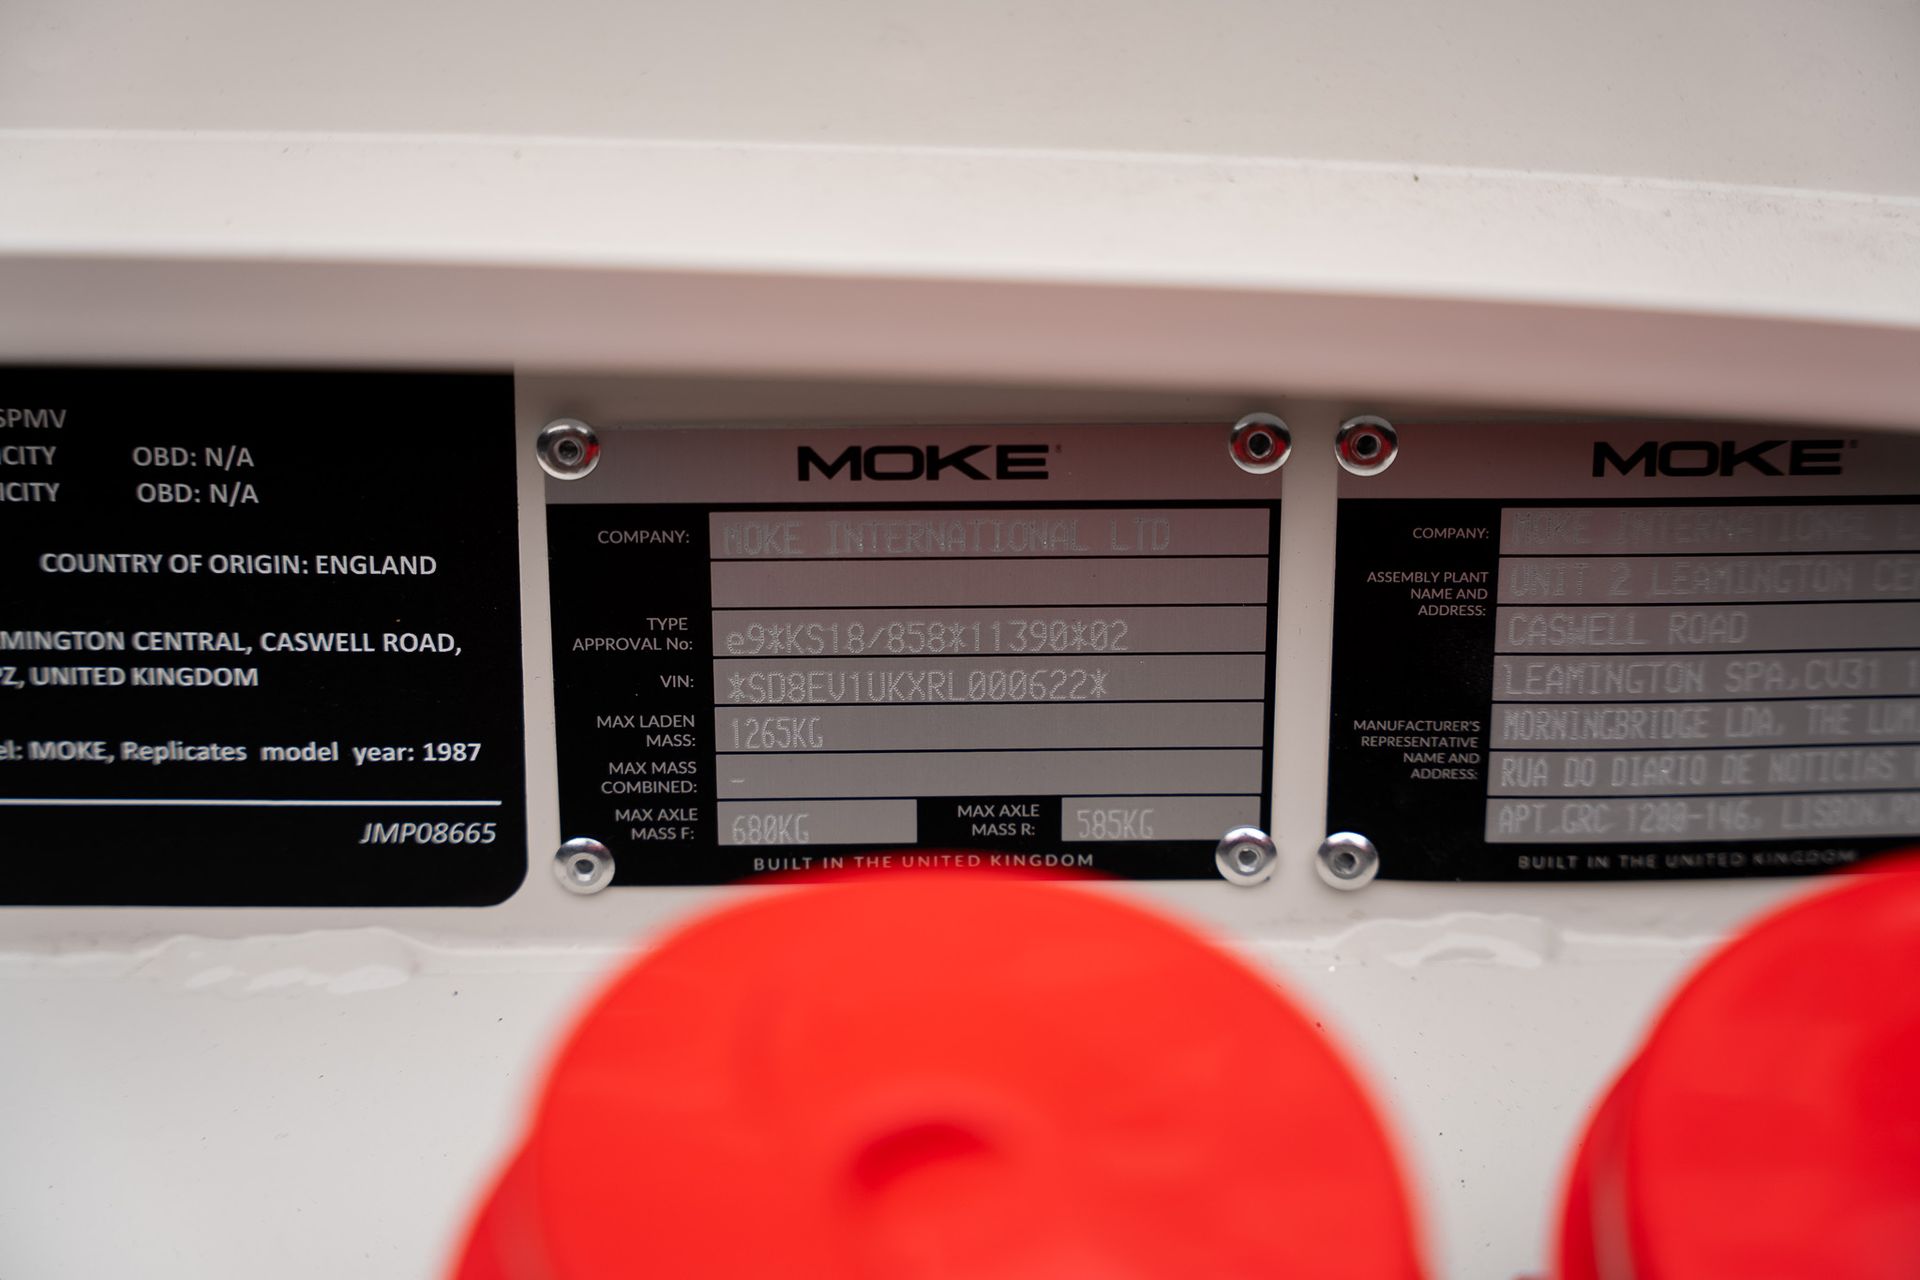 SPMV
CITY OBD: N/A
ICITY OBD: N/A
COUNTRY OF ORIGIN: ENGLAND
MINGTON CENTRAL, CASWELL ROAD,
PZ, UNITED KINGDOM
el: MOKE, Replicates model year: 1987
JMP08665
MOKE
COMPANY: MOKE INTERNATIONAL LTD
TYPE
APPROVAL No: e9*KS18/858*11390*02
VIN: *SD8EV1UKXRL000622*
MAX LADEN
MASS: 1265KG
MAX MASS
COMBINED: -
MAX AXLE
MASS F: 680KG
MAX AXLE
MASS R: 585KG
BUILT IN THE UNITED KINGDOM
MOKE
COMPANY: MOKE INTERNATIONAL L
ASSEMBLY PLANT
NAME AND
ADDRESS:
UNIT 2 LEAMINGTON CE
CASWELL ROAD
LEAMINGTON SPA,CV31 1
MANUFACTURER'S
REPRESENTATIVE
NAME AND
ADDRESS:
MORNINGBRIDGE LDA, THE
RUA DO DIARIO DE NOTICIAS
APT.GRC 1200-146, LISBON,PO
BUILT IN THE UNITED KINGDOM